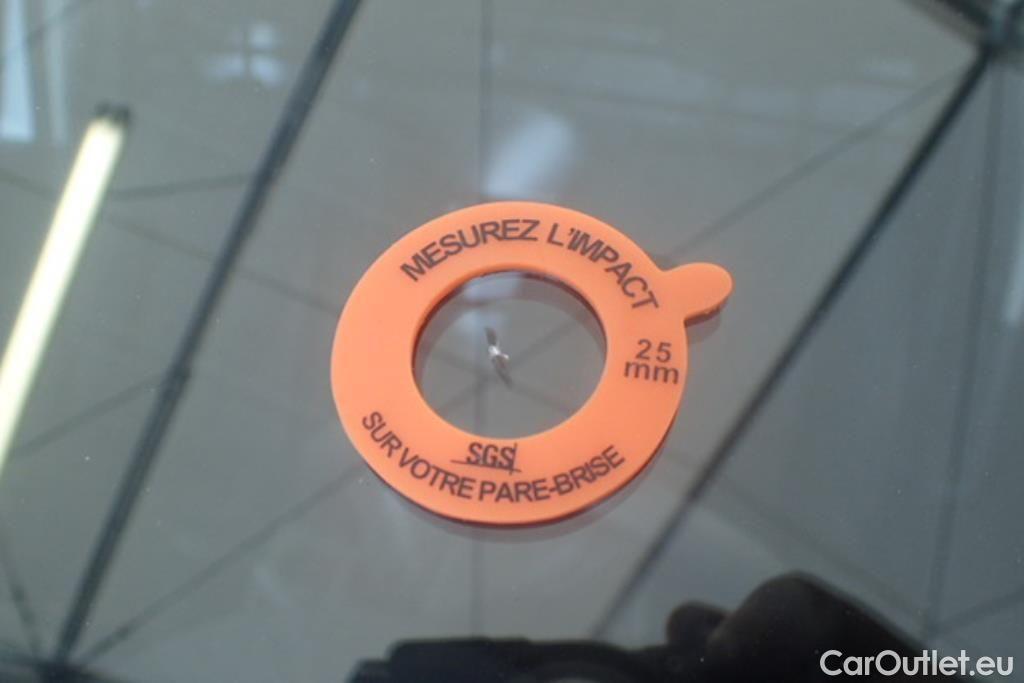 MESUREZ L'IMPACT
25
mm
SGS
SUR VOTRE PARE-BRISE
CarOutlet.eu